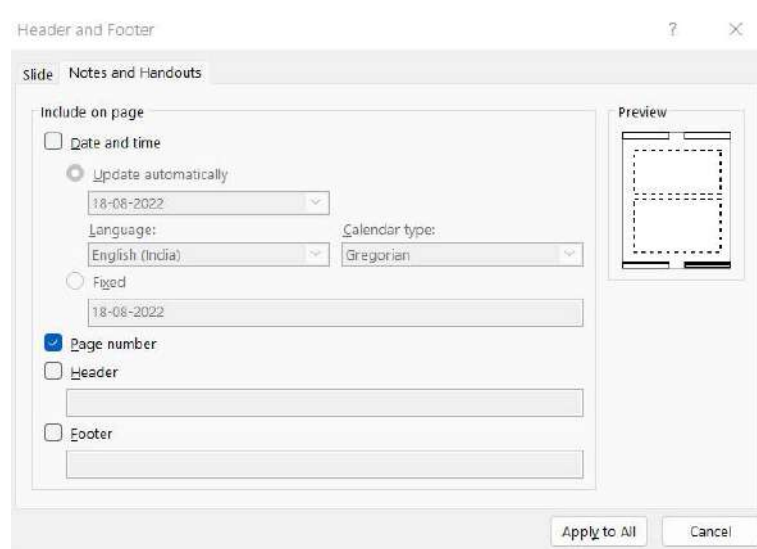 Header and Footer ?
Slide Notes and Handouts
Include on page
Preview
Date and time
Update automatically
18-08-2022
Language: Calendar type:
English (India) Gregorian
Fixed
18-08-2022
Page number
Header
Footer
Apply to All Cancel